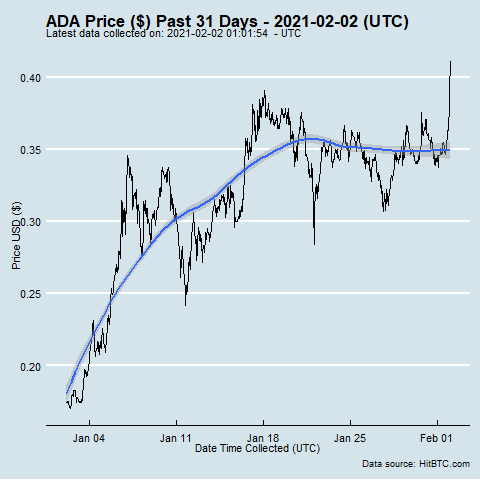 ADA Price ($) Past 31 Days - 2021-02-02 (UTC)
Latest data collected on: 2021-02-02 01:01:54 - UTC
0.40
0.35
0.30
0.25
0.20
Price USD ($)
Jan 04 Jan 11 Jan 18 Jan 25 Feb 01
Date Time Collected (UTC)
Data source: HitBTC.com